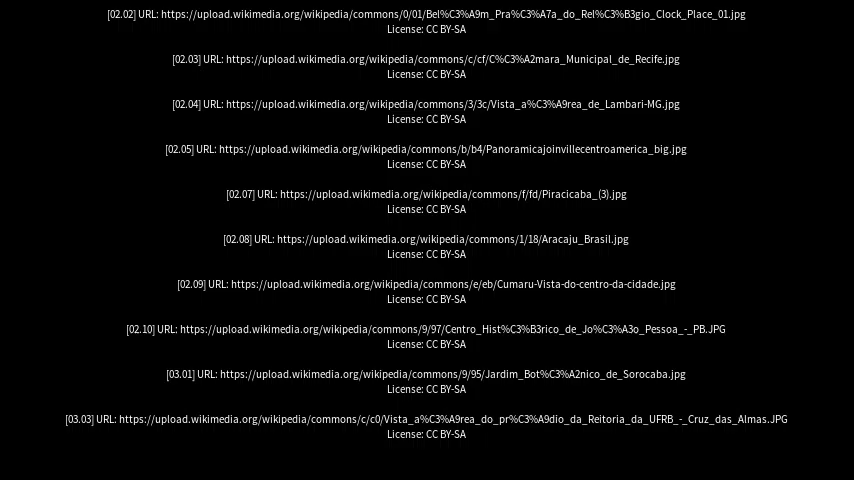 [02.02] URL: https://upload.wikimedia.org/wikipedia/commons/0/01/Bel%C3%A9m_Pra%C3%A7a_do_Rel%C3%B3gio_Clock_Place_01.jpg
License: CC BY-SA
[02.03] URL: https://upload.wikimedia.org/wikipedia/commons/c/cf/C%C3%A2mara_Municipal_de_Recife.jpg
License: CC BY-SA
[02.04] URL: https://upload.wikimedia.org/wikipedia/commons/3/3c/Vista_a%C3%A9rea_de_Lambari-MG.jpg
License: CC BY-SA
[02.05] URL: https://upload.wikimedia.org/wikipedia/commons/b/b4/Panoramicajoinvillecentroamerica_big.jpg
License: CC BY-SA
[02.07] URL: https://upload.wikimedia.org/wikipedia/commons/f/fd/Piracicaba_(3).jpg
License: CC BY-SA
[02.08] URL: https://upload.wikimedia.org/wikipedia/commons/1/18/Aracaju_Brasil.jpg
License: CC BY-SA
[02.09] URL: https://upload.wikimedia.org/wikipedia/commons/e/eb/Cumaru-Vista-do-centro-da-cidade.jpg
License: CC BY-SA
[02.10] URL: https://upload.wikimedia.org/wikipedia/commons/9/97/Centro_Hist%C3%B3rico_de_Jo%C3%A3o_Pessoa_-_PB.JPG
License: CC BY-SA
[03.01] URL: https://upload.wikimedia.org/wikipedia/commons/9/95/Jardim_Bot%C3%A2nico_de_Sorocaba.jpg
License: CC BY-SA
[03.03] URL: https://upload.wikimedia.org/wikipedia/commons/c/c0/Vista_a%C3%A9rea_do_pr%C3%A9dio_da_Reitoria_da_UFRB_-_Cruz_das_Almas.JPG
License: CC BY-SA